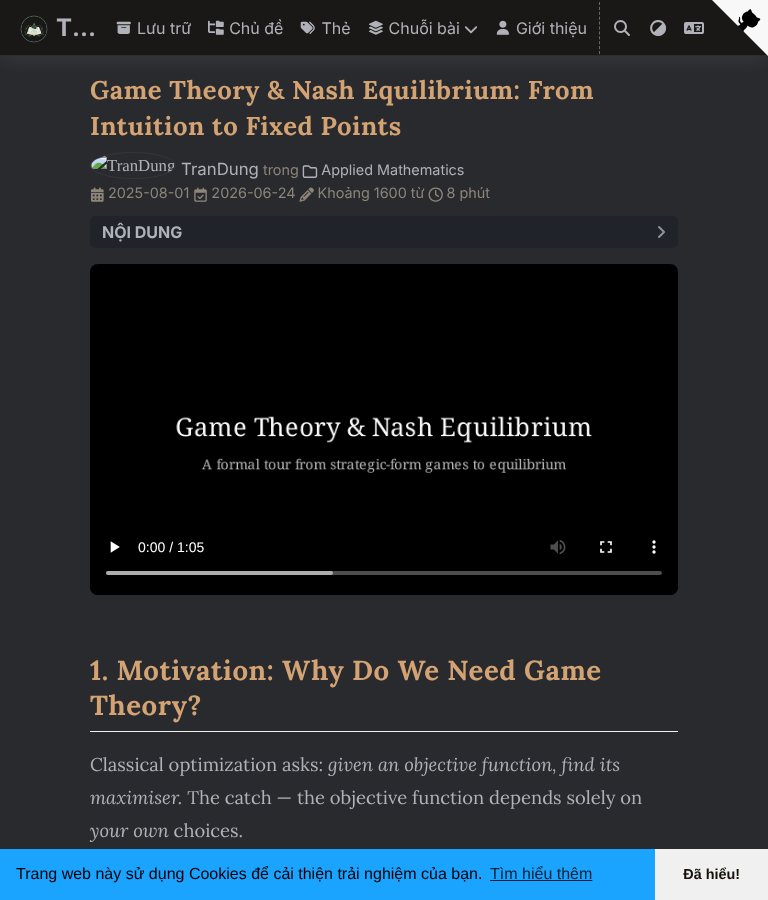 T... Lưu trữ Chủ đề Thẻ Chuỗi bài Giới thiệu
Game Theory & Nash Equilibrium: From
Intuition to Fixed Points
TranDung TranDung trong Applied Mathematics
2025-08-01 2026-06-24 Khoảng 1600 từ 8 phút
NỘI DUNG
Game Theory & Nash Equilibrium
A formal tour from strategic-form games to equilibrium
0:00 / 1:05
1. Motivation: Why Do We Need Game
Theory?
Classical optimization asks: given an objective function, find its
maximiser. The catch — the objective function depends solely on
your own choices.
Trang web này sử dụng Cookies để cải thiện trải nghiệm của bạn. Tìm hiểu thêm Đã hiểu!